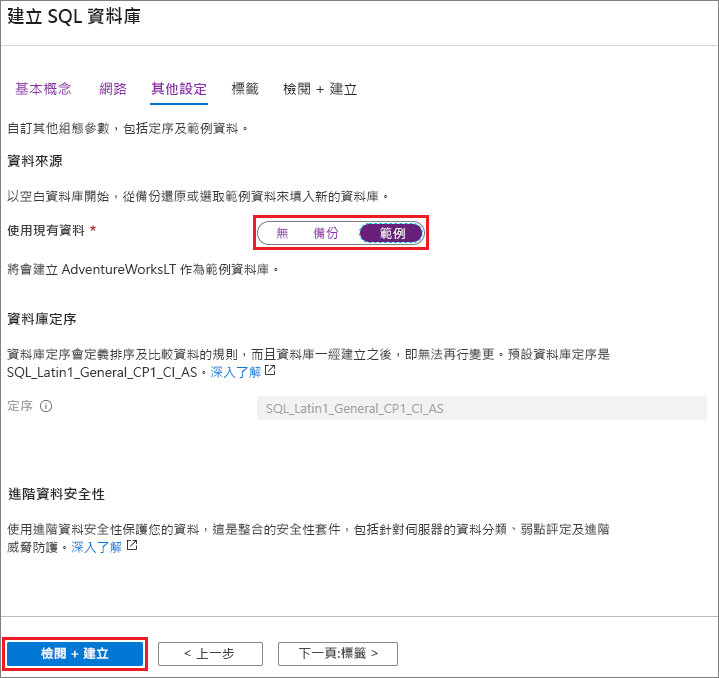 建立 SQL 資料庫
基本概念 網路 其他設定 標籤 檢閱 + 建立
自訂其他組態參數，包括定序及範例資料。
資料來源
以空白資料庫開始，從備份還原或選取範例資料來填入新的資料庫。
使用現有資料 * 無 備份 範例
將會建立 AdventureWorksLT 作為範例資料庫。
資料庫定序
資料庫定序會定義排序及比較資料的規則，而且資料庫一經建立之後，即無法再行變更。預設資料庫定序是
SQL_Latin1_General_CP1_CI_AS。深入了解
定序 SQL_Latin1_General_CP1_CI_AS
進階資料安全性
使用進階資料安全性保護您的資料，這是整合的安全性套件，包括針對伺服器的資料分類、弱點評定及進階
威脅防護。深入了解
檢閱 + 建立 < 上一步 下一頁:標籤 >